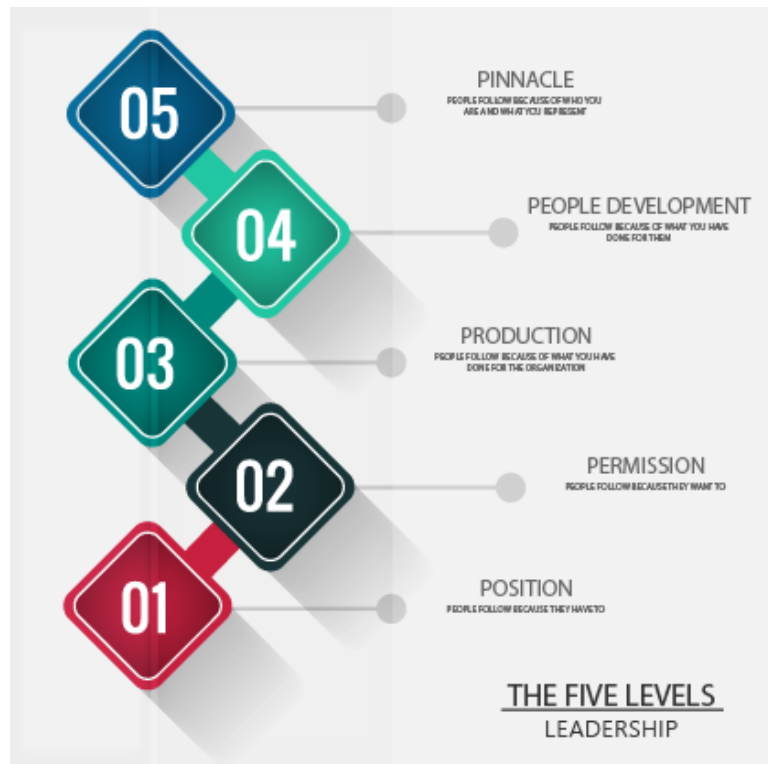 05
PINNACLE
PEOPLE FOLLOW BECAUSE OF WHO YOU
ARE AND WHAT YOU REPRESENT
04
PEOPLE DEVELOPMENT
PEOPLE FOLLOW BECAUSE OF WHAT YOU HAVE
DONE FOR THEM
03
PRODUCTION
PEOPLE FOLLOW BECAUSE OF WHAT YOU HAVE
DONE FOR THE ORGANIZATION
02
PERMISSION
PEOPLE FOLLOW BECAUSE THEY WANT TO
01
POSITION
PEOPLE FOLLOW BECAUSE THEY HAVE TO
THE FIVE LEVELS
LEADERSHIP